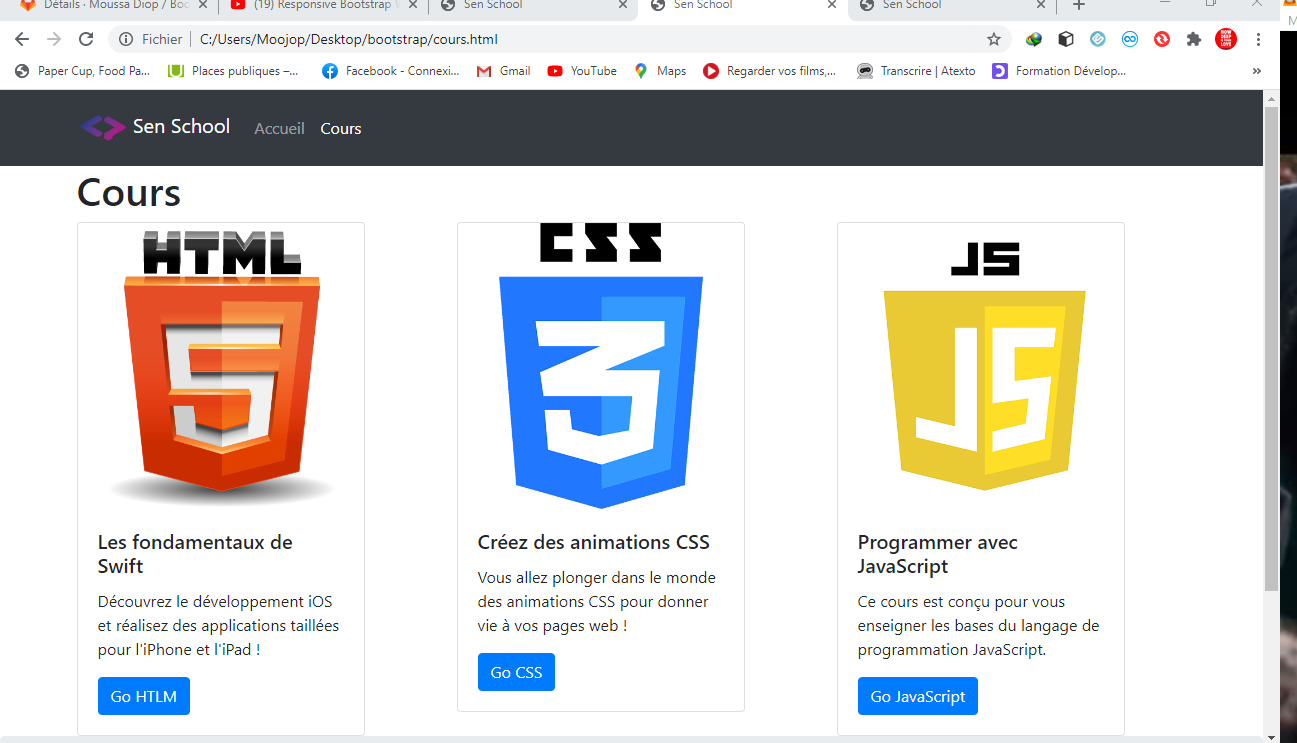 Détails · Moussa Diop / Boo
(19) Responsive Bootstrap W
Sen School
Sen School
Sen School
Fichier
C:/Users/Moojop/Desktop/bootstrap/cours.html
Paper Cup, Food Pa...
Places publiques –...
Facebook - Connexi...
Gmail
YouTube
Maps
Regarder vos films,...
Transcrire | Atexto
Formation Dévelop...
»
Sen School
Accueil
Cours
Cours
HTML
5
Les fondamentaux de
Swift
Découvrez le développement iOS
et réalisez des applications taillées
pour l'iPhone et l'iPad !
Go HTLM
CSS
3
Créez des animations CSS
Vous allez plonger dans le monde
des animations CSS pour donner
vie à vos pages web !
Go CSS
JS
JS
Programmer avec
JavaScript
Ce cours est conçu pour vous
enseigner les bases du langage de
programmation JavaScript.
Go JavaScript